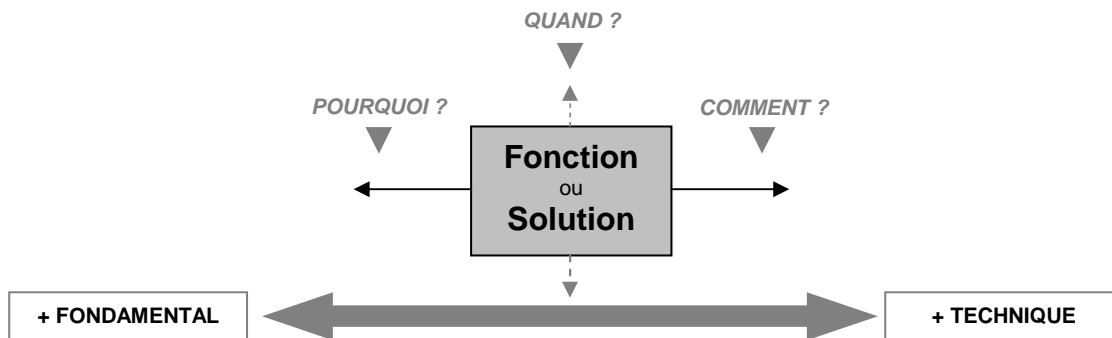 QUAND ?
POURQUOI ?
COMMENT ?
Fonction
ou
Solution
+ FONDAMENTAL
+ TECHNIQUE